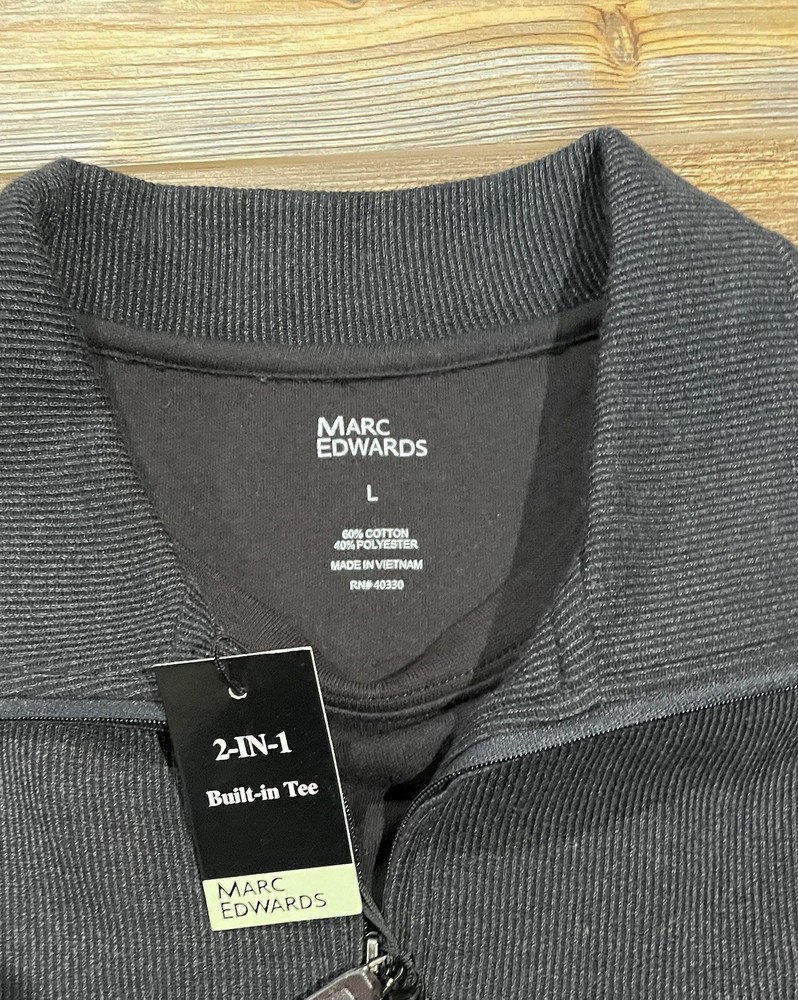 MARC
EDWARDS
L
60% COTTON
40% POLYESTER
MADE IN VIETNAM
RN# 40330
2-IN-1
Built-in Tee
MARC
EDWARDS